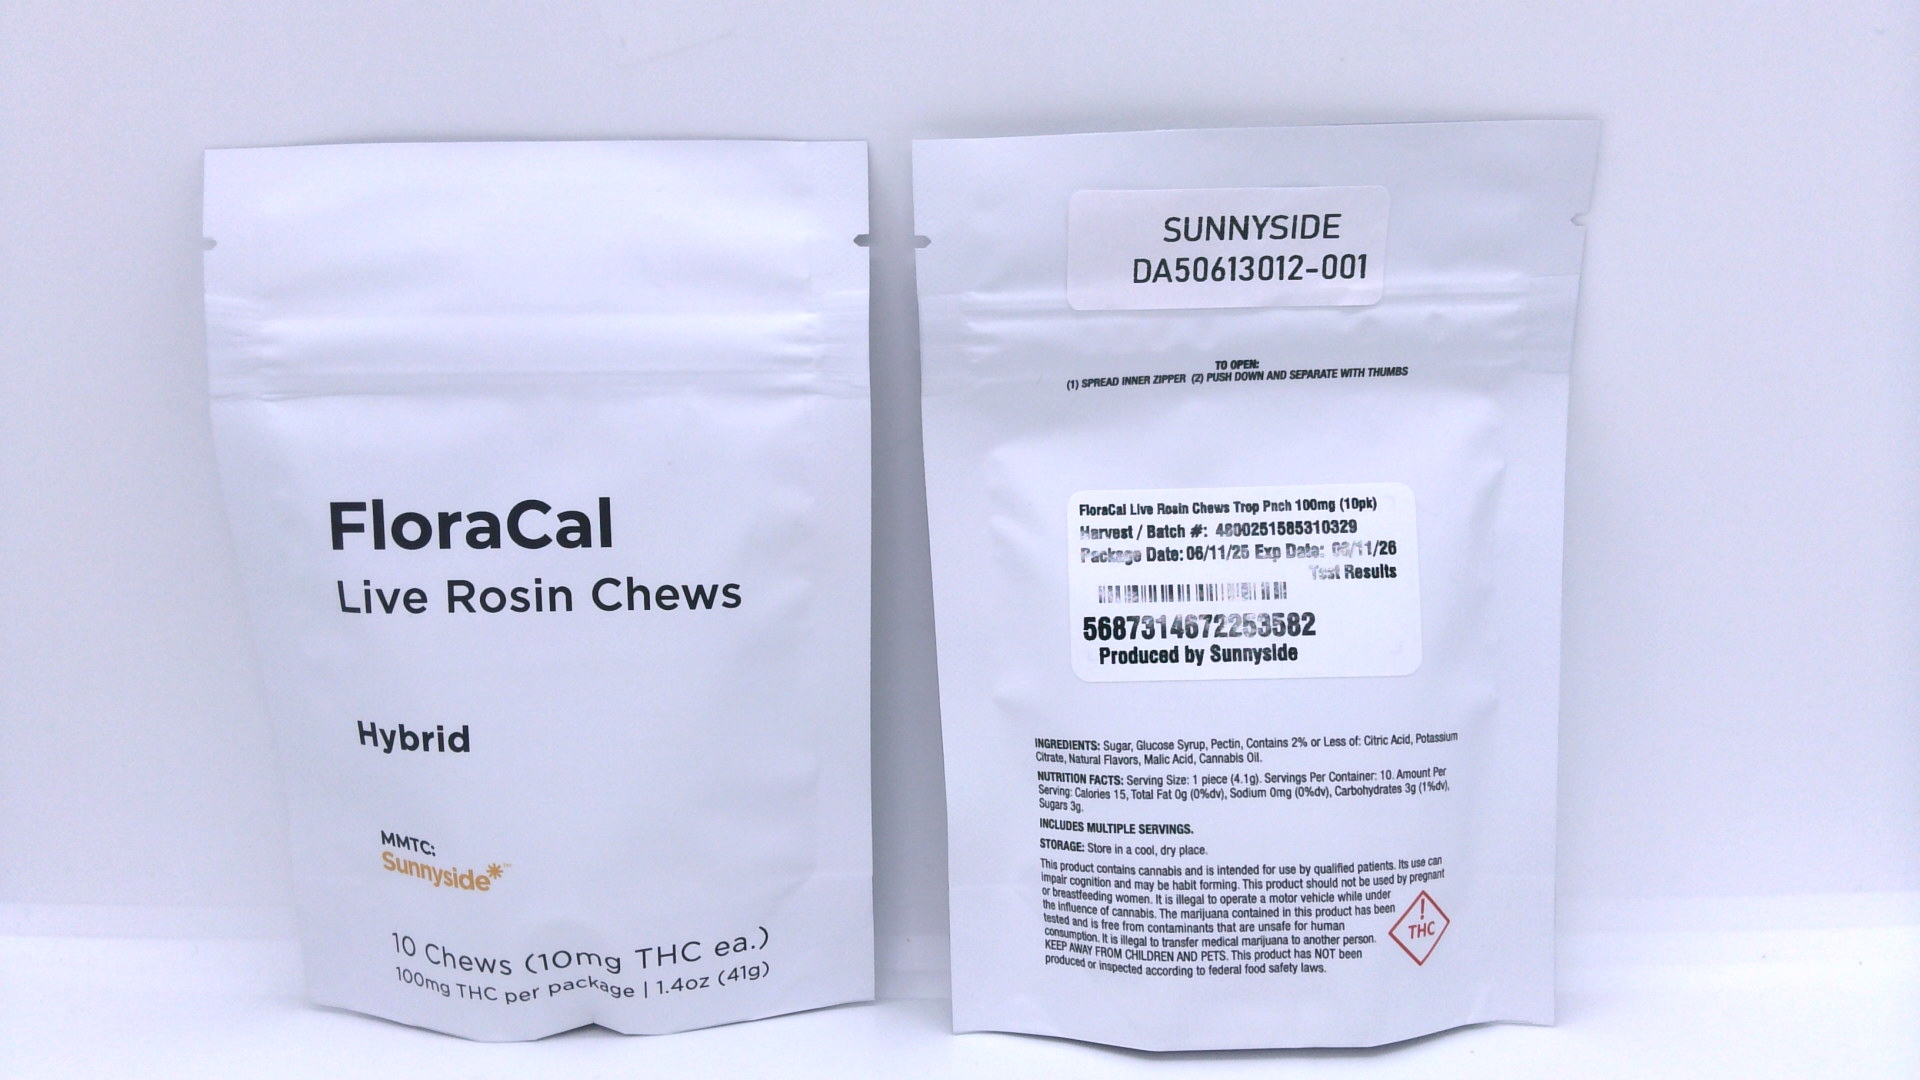 FloraCal
Live Rosin Chews
Hybrid
MMTC:
Sunnyside*™
10 Chews (10mg THC ea.)
100mg THC per package | 1.4oz (41g)
SUNNYSIDE
DA50613012-001
TO OPEN:
(1) SPREAD INNER ZIPPER (2) PUSH DOWN AND SEPARATE WITH THUMBS
FloraCal Live Rosin Chews Trop Pnch 100mg (10pk)
Harvest / Batch #: 4800251585310329
Package Date: 06/11/25 Exp Date: 06/11/26
Test Results
5687314672253582
Produced by Sunnyside
INGREDIENTS: Sugar, Glucose Syrup, Pectin, Contains 2% or Less of: Citric Acid, Potassium
Citrate, Natural Flavors, Malic Acid, Cannabis Oil.
NUTRITION FACTS: Serving Size: 1 piece (4.1g). Servings Per Container: 10. Amount Per
Serving: Calories 15, Total Fat 0g (0%dv), Sodium 0mg (0%dv), Carbohydrates 3g (1%dv),
Sugars 3g.
INCLUDES MULTIPLE SERVINGS.
STORAGE: Store in a cool, dry place.
This product contains cannabis and is intended for use by qualified patients. Its use can
impair cognition and may be habit forming. This product should not be used by pregnant
or breastfeeding women. It is illegal to operate a motor vehicle while under
the influence of cannabis. The marijuana contained in this product has been
tested and is free from contaminants that are unsafe for human
consumption. It is illegal to transfer medical marijuana to another person.
KEEP AWAY FROM CHILDREN AND PETS. This product has NOT been
produced or inspected according to federal food safety laws.
!
THC